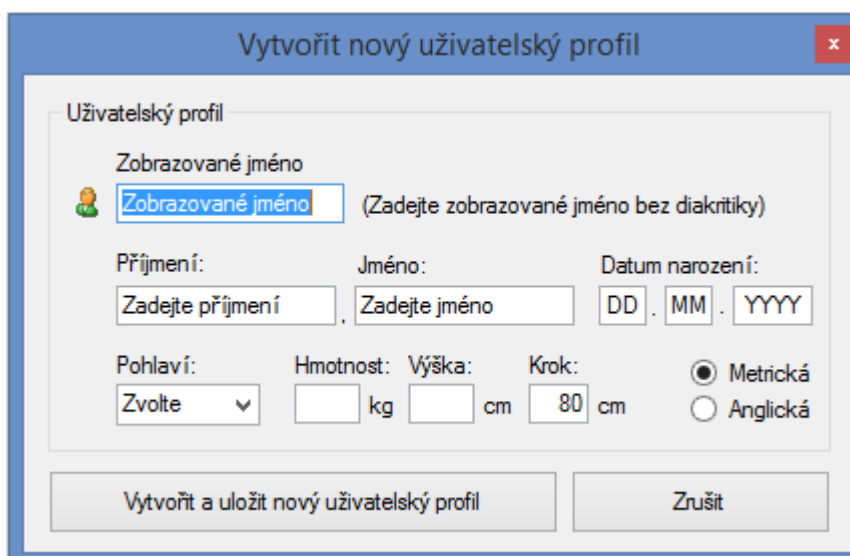 Vytvořit nový uživatelský profil
x
Uživatelský profil
Zobrazované jméno
Zobrazované jméno (Zadejte zobrazované jméno bez diakritiky)
Příjmení: Jméno: Datum narození:
Zadejte příjmení , Zadejte jméno DD . MM . YYYY
Pohlaví: Hmotnost: Výška: Krok:
Zvolte kg cm 80 cm
Metrická
Anglická
Vytvořit a uložit nový uživatelský profil Zrušit